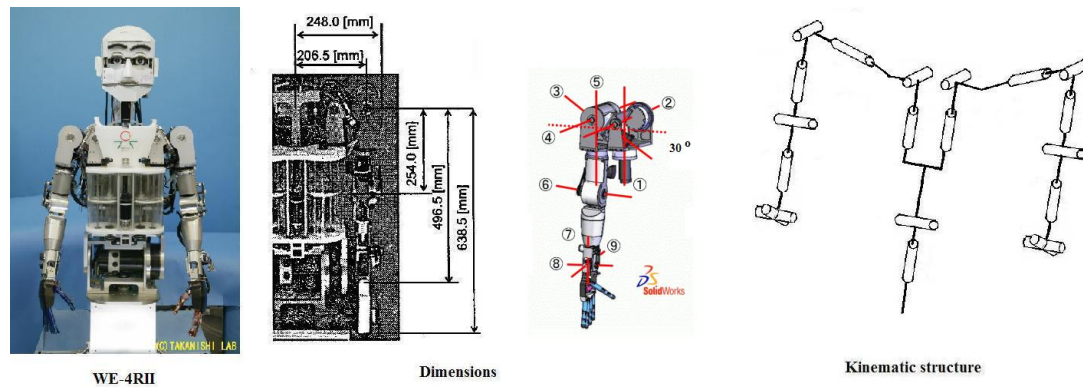 248.0 [mm]
206.5 [mm]
254.0 [mm]
496.5 [mm]
638.5 [mm]
⑤
③
②
④
30 °
①
⑥
⑦
⑨
⑧
SolidWorks
TAKANISHI LAB
WE-4RII
Dimensions
Kinematic structure